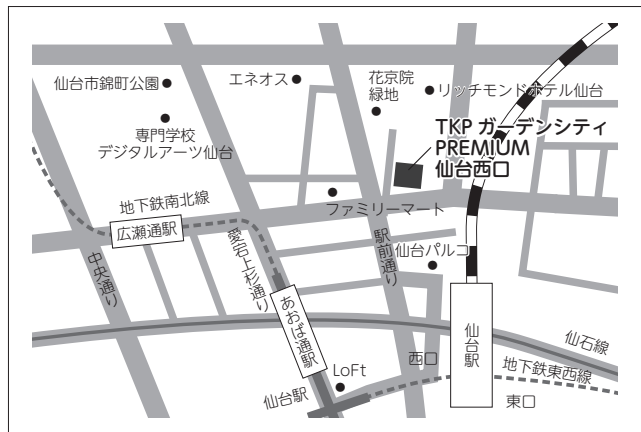 仙台市錦町公園
エネオス
花京院
緑地
リッチモンドホテル仙台
専門学校
デジタルアーツ仙台
TKP ガーデンシティ
PREMIUM
仙台西口
地下鉄南北線
ファミリーマート
広瀬通駅
愛宕上杉通り
駅前通り
仙台パルコ
中央通り
あおば通駅
仙台駅
仙石線
西口
地下鉄東西線
LoFt
仙台駅
東口